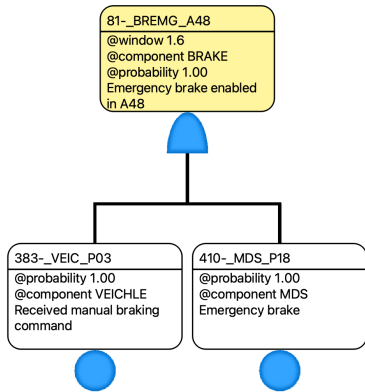 81-_BREMG_A48
@window 1.6
@component BRAKE
@probability 1.00
Emergency brake enabled
in A48
383-_VEIC_P03
@probability 1.00
@component VEICHLE
Received manual braking
command
410-_MDS_P18
@probability 1.00
@component MDS
Emergency brake